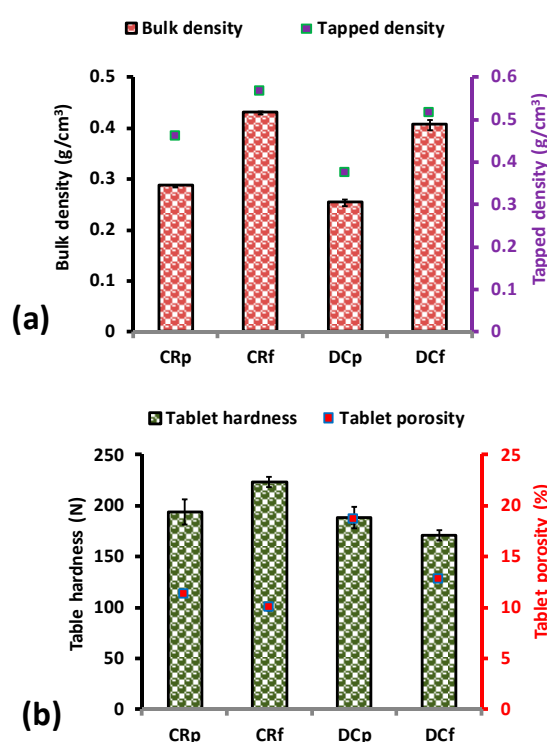 Bulk density Tapped density
Bulk density (g/cm³)
0.5
0.4
0.3
0.2
0.1
0
Tapped density (g/cm³)
0.6
0.5
0.4
0.3
0.2
0.1
0
CRp CRf DCp DCf
(a)
Tablet hardness Tablet porosity
Table hardness (N)
250
200
150
100
50
0
Tablet porosity (%)
25
20
15
10
5
0
CRp CRf DCp DCf
(b)